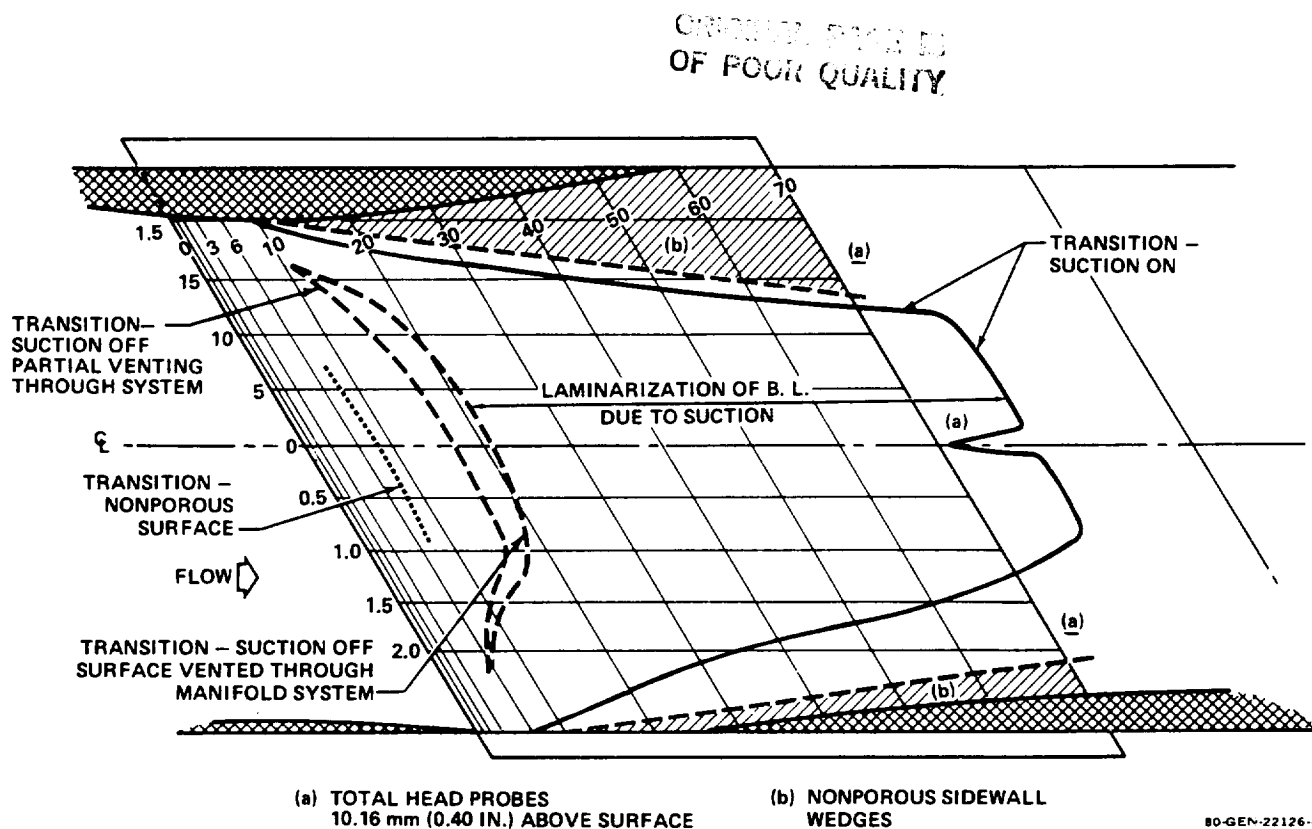 ORIGINAL PAGE IS
OF POOR QUALITY
1.5
0 3 6 10 20 30 40 50 60 70
(b)
(a)
TRANSITION –
SUCTION ON
15
TRANSITION–
SUCTION OFF
PARTIAL VENTING
THROUGH SYSTEM
10
5
LAMINARIZATION OF B. L.
DUE TO SUCTION
(a)
℄
0
TRANSITION –
NONPOROUS
SURFACE
0.5
1.0
FLOW
1.5
(a)
2.0
TRANSITION – SUCTION OFF
SURFACE VENTED THROUGH
MANIFOLD SYSTEM
(b)
(a) TOTAL HEAD PROBES
10.16 mm (0.40 IN.) ABOVE SURFACE
(b) NONPOROUS SIDEWALL
WEDGES
80-GEN-22126-